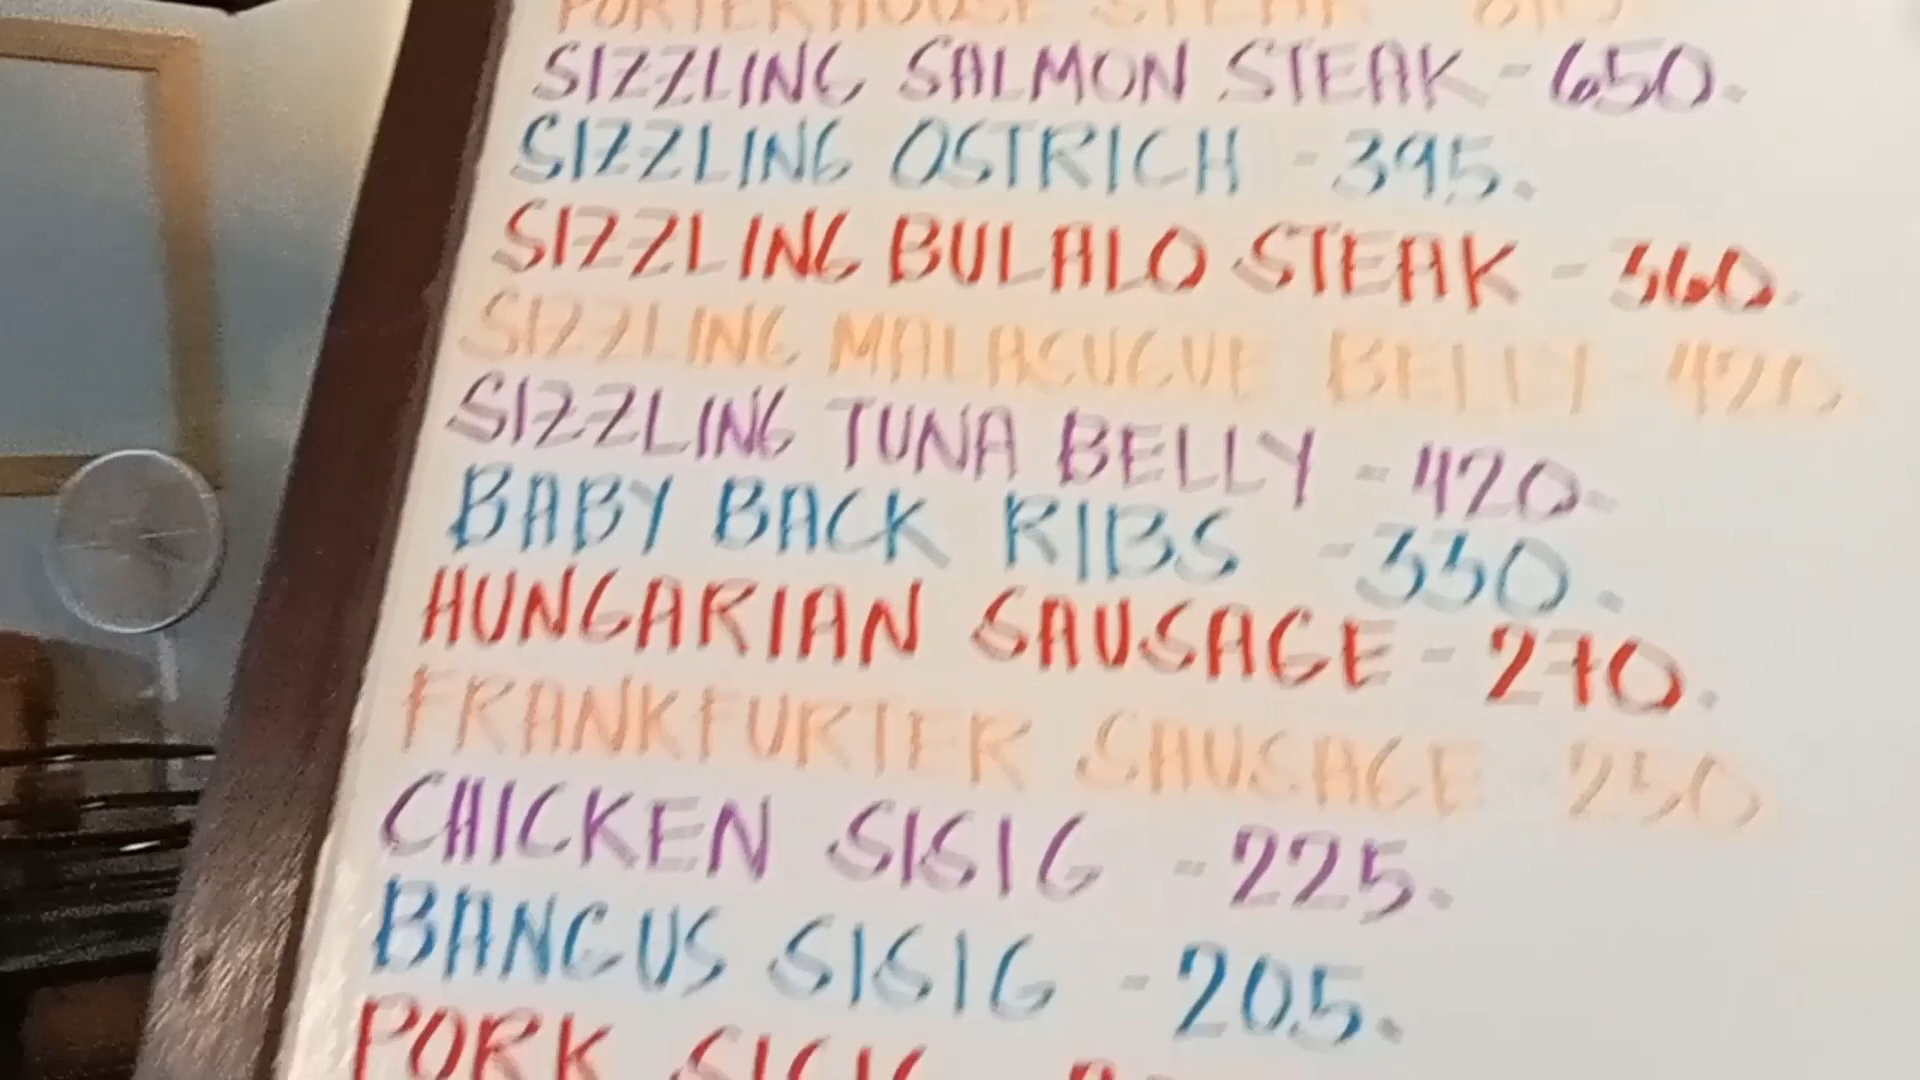 PORTERHOUSE STEAK
SIZZLING SALMON STEAK - 650.
SIZZLING OSTRICH - 395.
SIZZLING BULALO STEAK - 360.
SIZZLING MALASUGUE BELLY 420.
SIZZLING TUNA BELLY - 420.
BABY BACK RIBS - 330.
HUNGARIAN SAUSAGE - 270.
FRANKFURTER SAUSAGE 250
CHICKEN SISIG - 225.
BANGUS SISIG - 205.
PORK SISIG